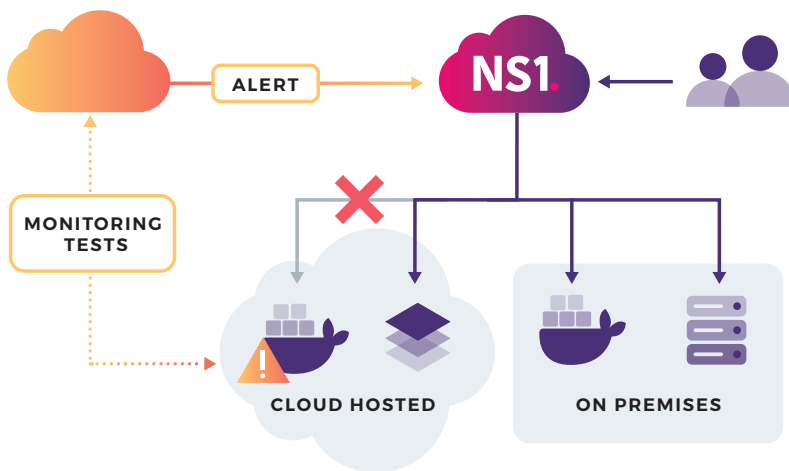 ALERT
NS1.
MONITORING
TESTS
!
CLOUD HOSTED
ON PREMISES